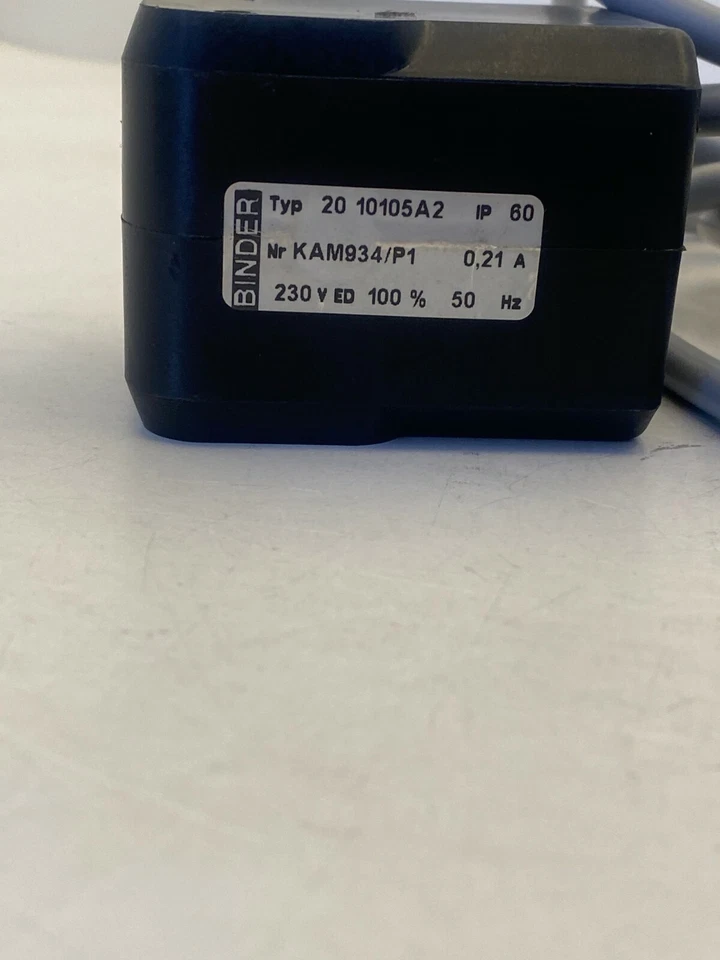 BINDER
Typ 20 10105A2 IP 60
Nr KAM934/P1 0,21 A
230 V ED 100 % 50 Hz